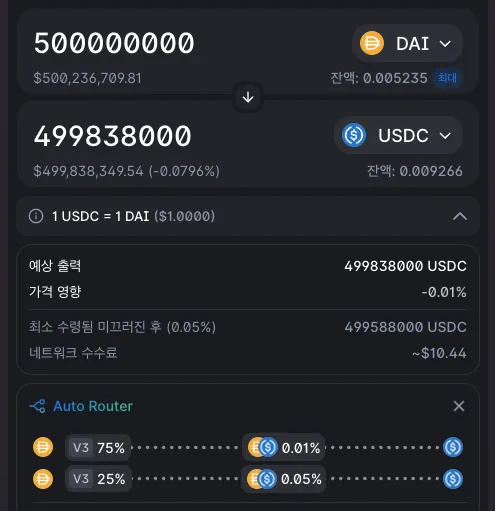 500000000 DAI
$500,236,709.81 잔액: 0.005235 최대
499838000 USDC
$499,838,349.54 (-0.0796%) 잔액: 0.009266
1 USDC = 1 DAI ($1.0000)
예상 출력 499838000 USDC
가격 영향 -0.01%
최소 수령됨 미끄러진 후 (0.05%) 499588000 USDC
네트워크 수수료 ~$10.44
Auto Router
V3 75% 0.01%
V3 25% 0.05%